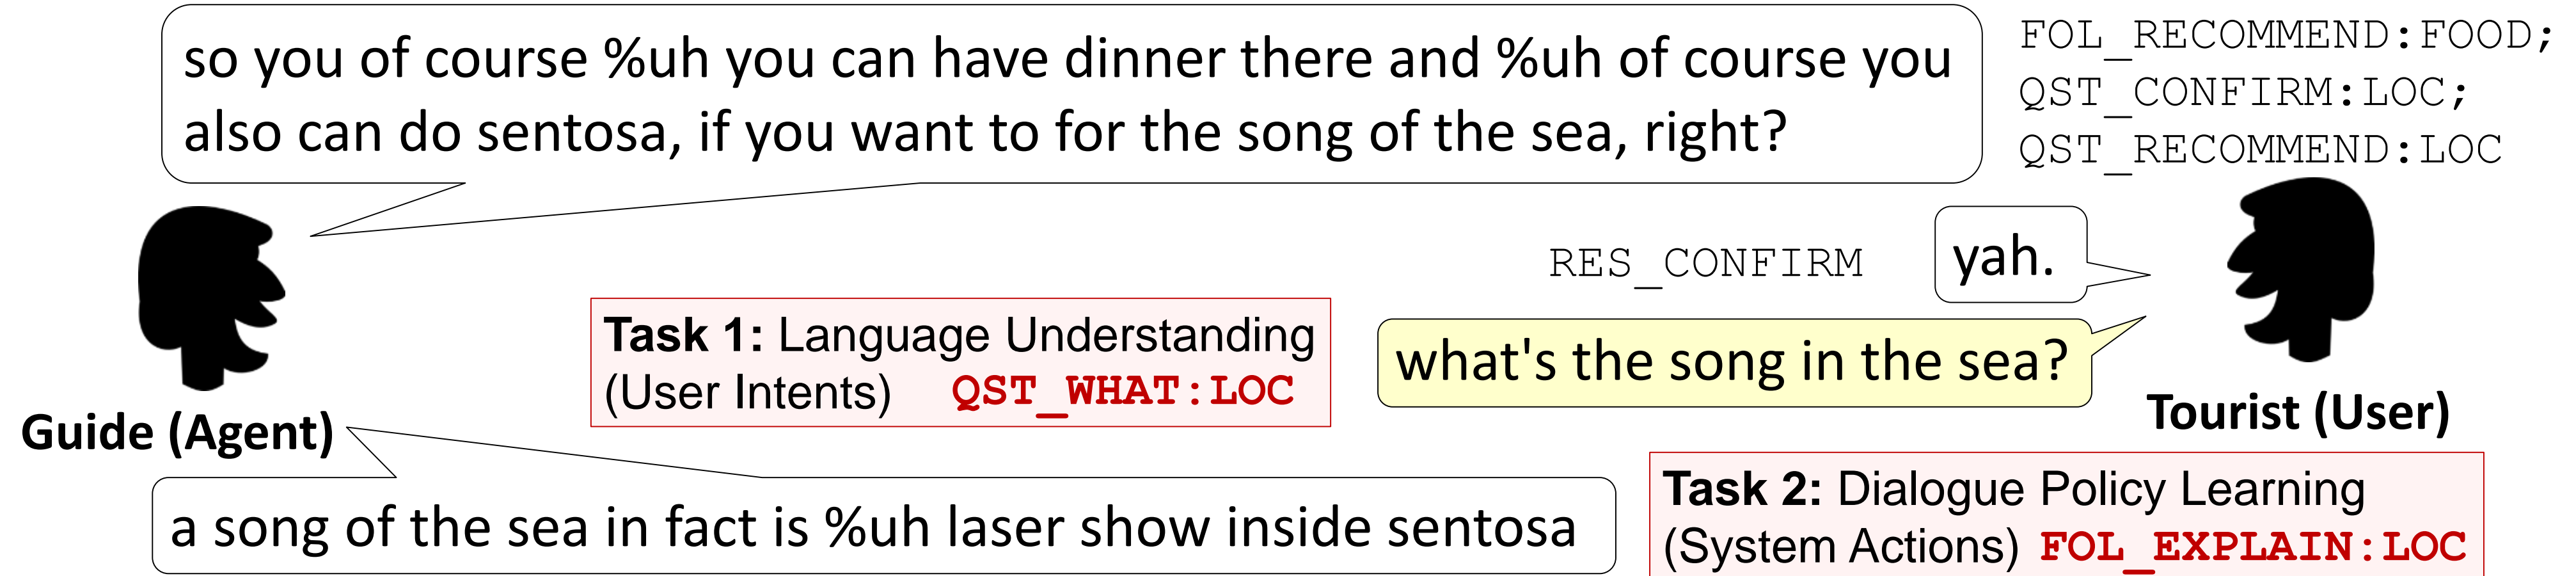 so you of course %uh you can have dinner there and %uh of course you
also can do sentosa, if you want to for the song of the sea, right?
FOL_RECOMMEND:FOOD;
QST_CONFIRM:LOC;
QST_RECOMMEND:LOC
RES_CONFIRM
yah.
Task 1: Language Understanding
(User Intents) QST_WHAT:LOC
what's the song in the sea?
Guide (Agent)
Tourist (User)
a song of the sea in fact is %uh laser show inside sentosa
Task 2: Dialogue Policy Learning
(System Actions) FOL_EXPLAIN:LOC